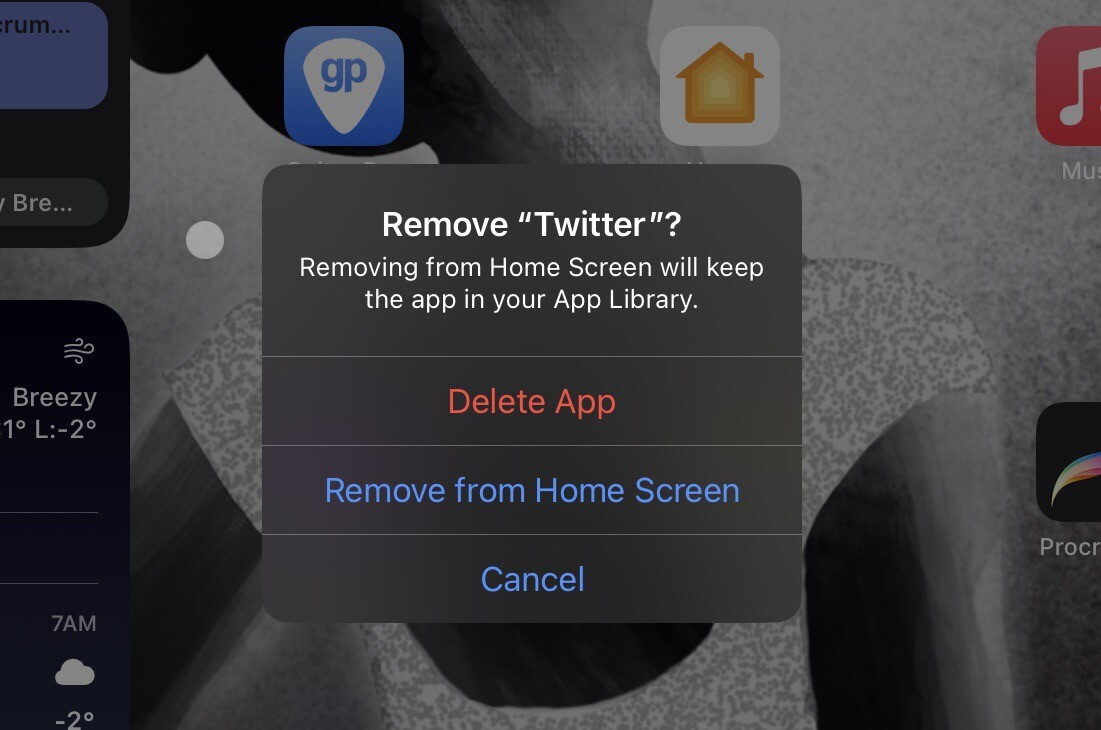 crum...
gp
Mus
y Bre...
Remove “Twitter”?
Removing from Home Screen will keep
the app in your App Library.
Breezy
1° L:-2°
Delete App
Remove from Home Screen
Procr
Cancel
7AM
-2°